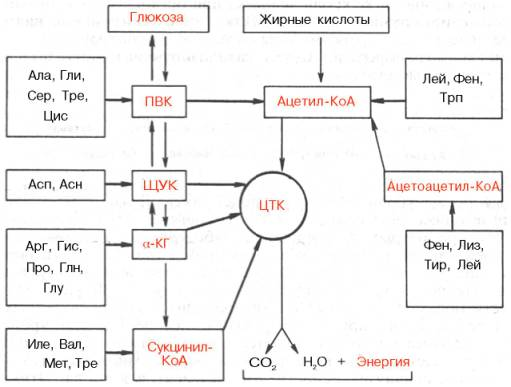 Глюкоза
Жирные кислоты
Ала, Гли,
Сер, Тре,
Цис
ПВК
Ацетил-КоА
Лей, Фен,
Трп
Асп, Асн
ЩУК
ЦТК
Ацетоацетил-КоА
Арг, Гис,
Про, Глн,
Глу
α-КГ
Фен, Лиз,
Тир, Лей
Иле, Вал,
Мет, Тре
Сукцинил-
КоА
CO₂ H₂O + Энергия